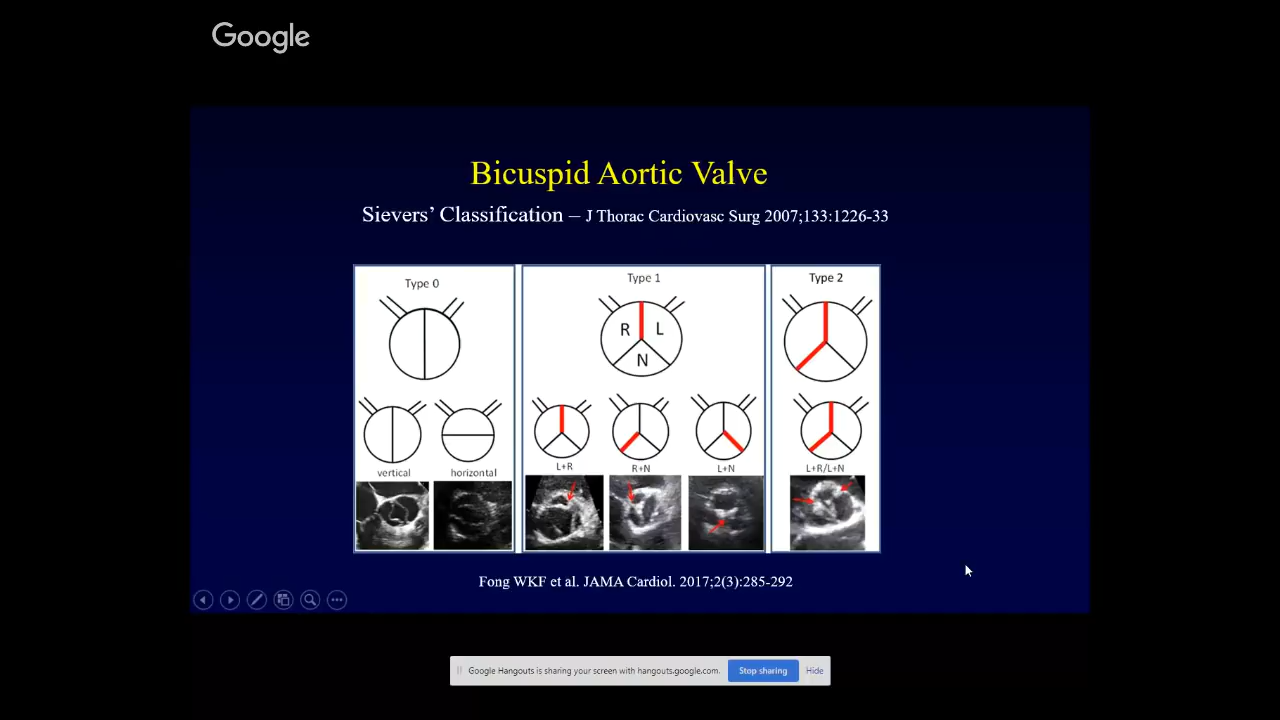 Google
Bicuspid Aortic Valve
Sievers’ Classification – J Thorac Cardiovasc Surg 2007;133:1226-33
Type 0
Type 1
Type 2
R
L
N
vertical
horizontal
L+R
R+N
L+N
L+R/L+N
Fong WKF et al. JAMA Cardiol. 2017;2(3):285-292
Google Hangouts is sharing your screen with hangouts.google.com.
Stop sharing
Hide